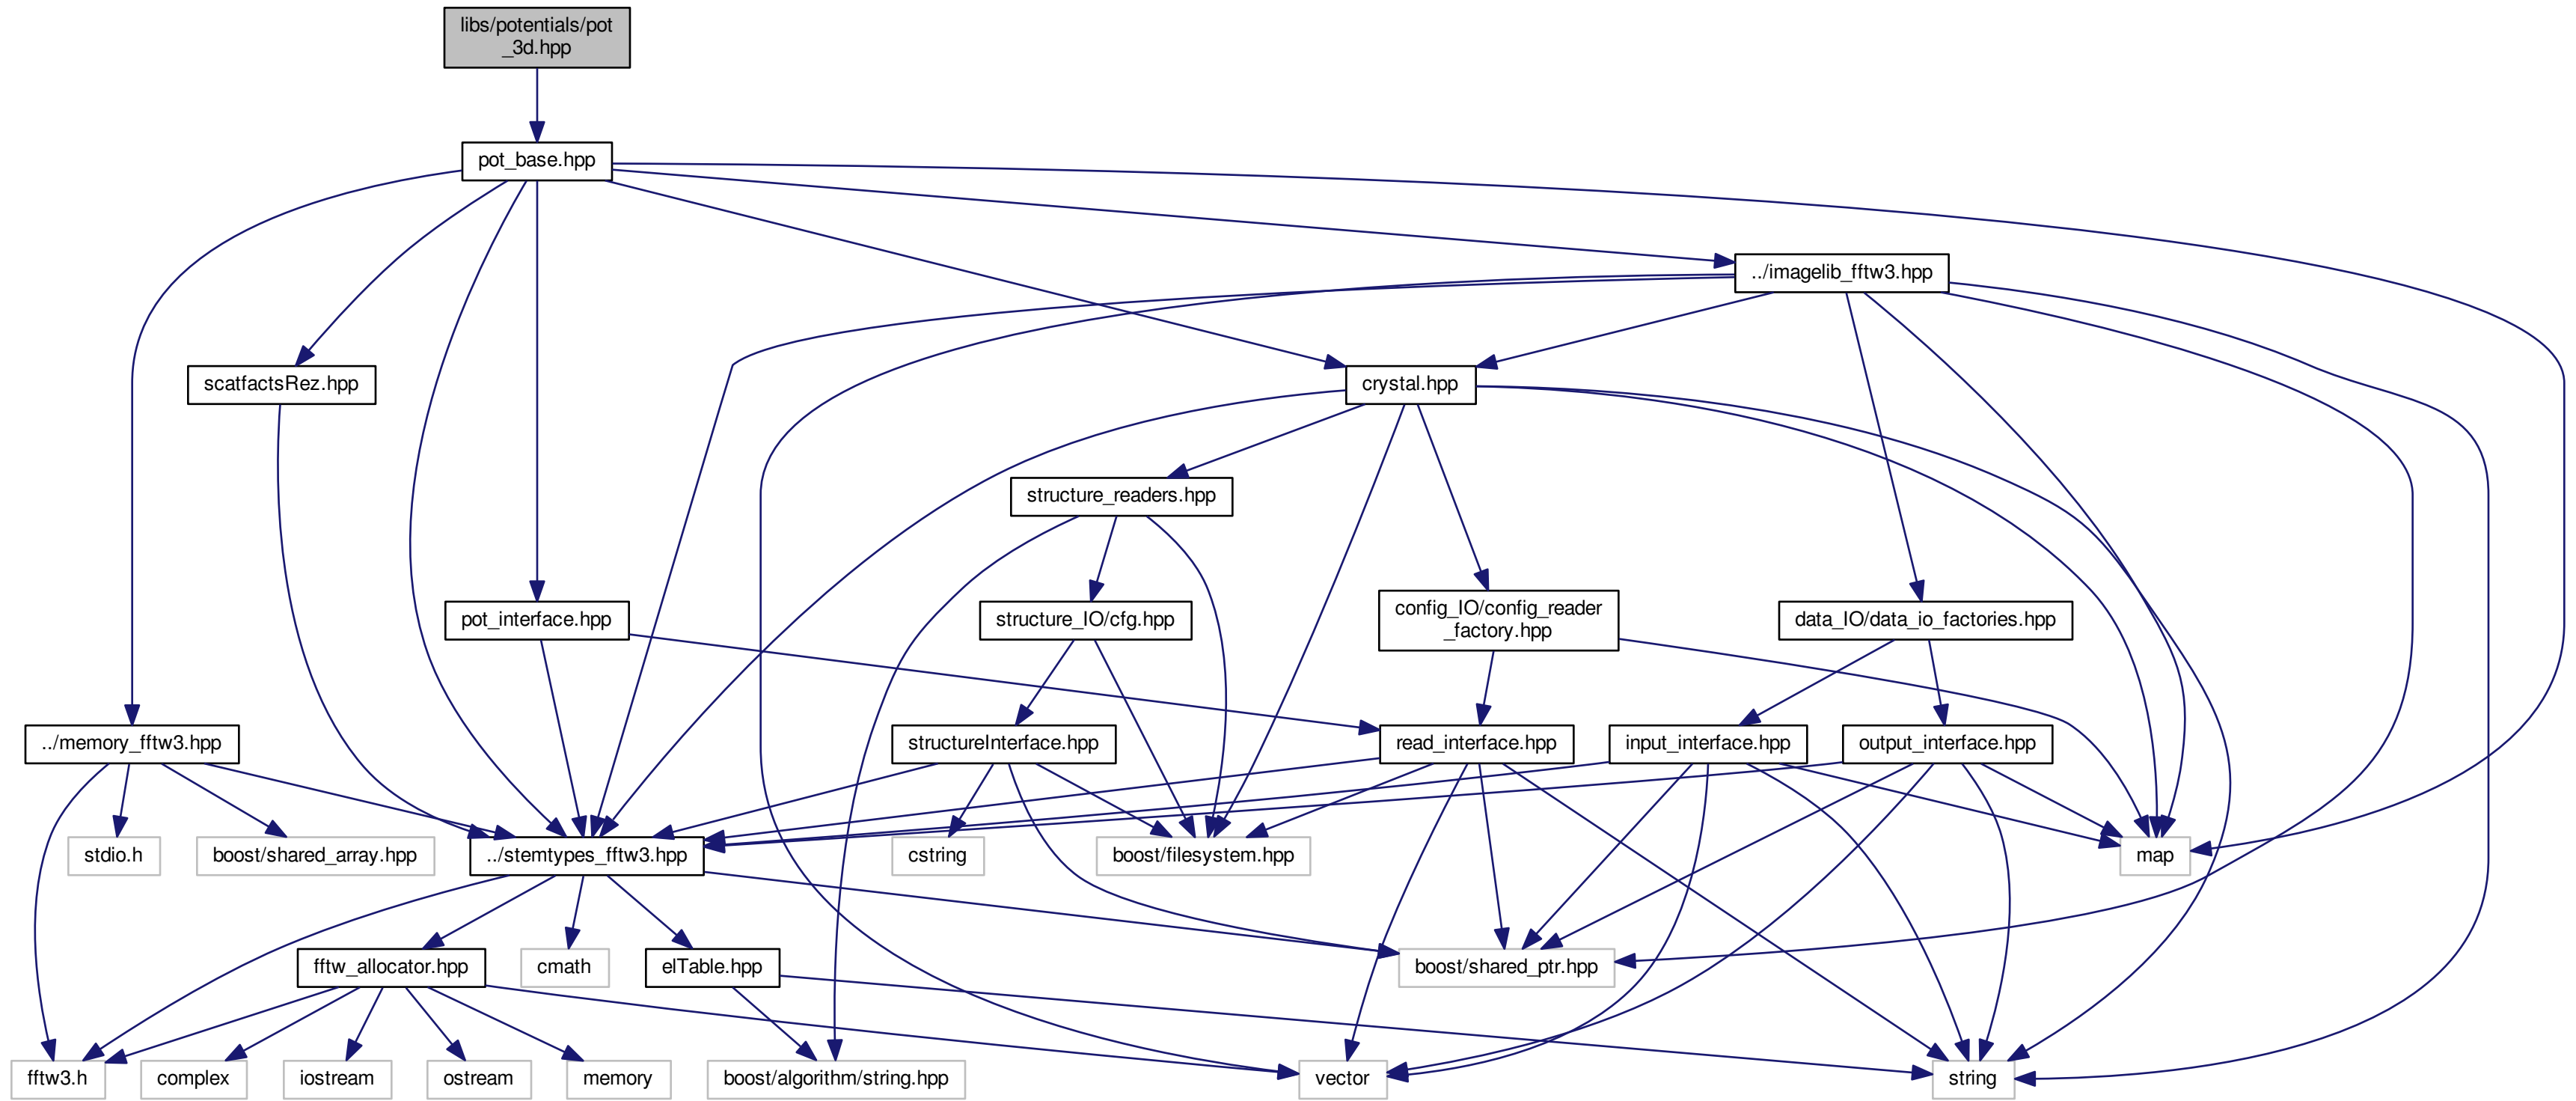 libs/potentials/pot
_3d.hpp
pot_base.hpp
../imagelib_fftw3.hpp
scatfactsRez.hpp
crystal.hpp
structure_readers.hpp
pot_interface.hpp
structure_IO/cfg.hpp
config_IO/config_reader
_factory.hpp
data_IO/data_io_factories.hpp
../memory_fftw3.hpp
structureInterface.hpp
read_interface.hpp
input_interface.hpp
output_interface.hpp
stdio.h
boost/shared_array.hpp
../stemtypes_fftw3.hpp
cstring
boost/filesystem.hpp
map
fftw_allocator.hpp
cmath
elTable.hpp
boost/shared_ptr.hpp
fftw3.h
complex
iostream
ostream
memory
boost/algorithm/string.hpp
vector
string